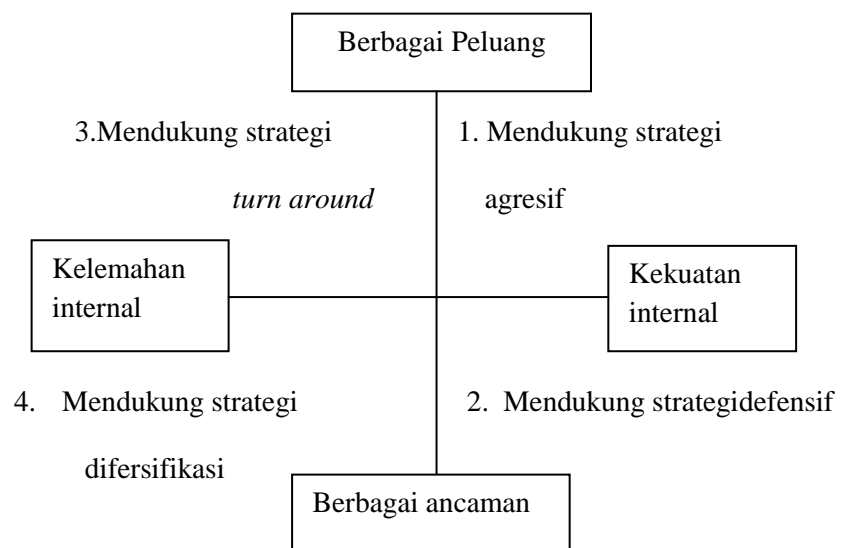 Berbagai Peluang
3.Mendukung strategi
turn around
1. Mendukung strategi
agresif
Kelemahan
internal
Kekuatan
internal
4. Mendukung strategi
difersifikasi
2. Mendukung strategidefensif
Berbagai ancaman